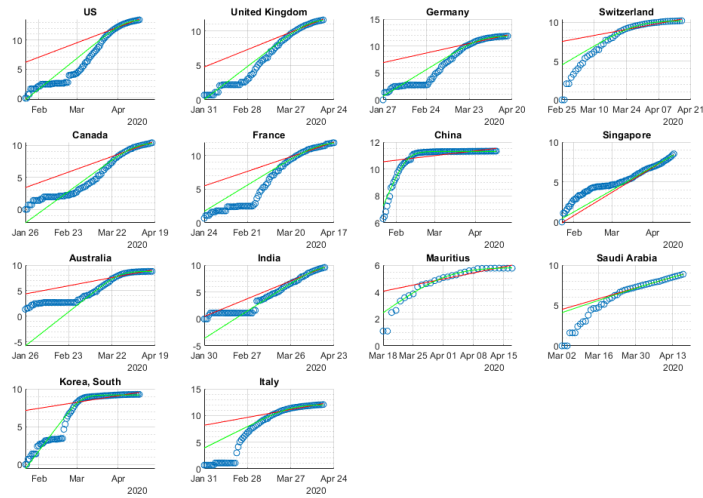 US
10
5
0
Feb Mar Apr
2020
United Kingdom
10
5
0
Jan 31 Feb 28 Mar 27 Apr 24
2020
Germany
15
10
5
0
Jan 27 Feb 24 Mar 23 Apr 20
2020
Switzerland
10
5
0
Feb 25 Mar 10 Mar 24 Apr 07 Apr 21
2020
Canada
10
5
0
Jan 26 Feb 23 Mar 22 Apr 19
2020
France
10
5
0
Jan 24 Feb 21 Mar 20 Apr 17
2020
China
12
10
8
6
Feb Mar Apr
2020
Singapore
10
5
0
Feb Mar Apr
2020
Australia
10
5
0
-5
Jan 26 Feb 23 Mar 22 Apr 19
2020
India
10
5
0
-5
Jan 30 Feb 27 Mar 26 Apr 23
2020
Mauritius
6
4
2
0
Mar 18 Mar 25 Apr 01 Apr 08 Apr 15
2020
Saudi Arabia
10
5
0
Mar 02 Mar 16 Mar 30 Apr 13
2020
Korea, South
10
5
0
Feb Mar Apr
2020
Italy
15
10
5
0
Jan 31 Feb 28 Mar 27 Apr 24
2020